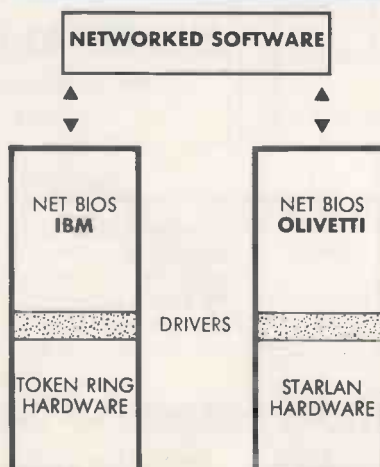 NETWORKED SOFTWARE
NET BIOS
IBM
NET BIOS
OLIVETTI
DRIVERS
TOKEN RING
HARDWARE
STARLAN
HARDWARE